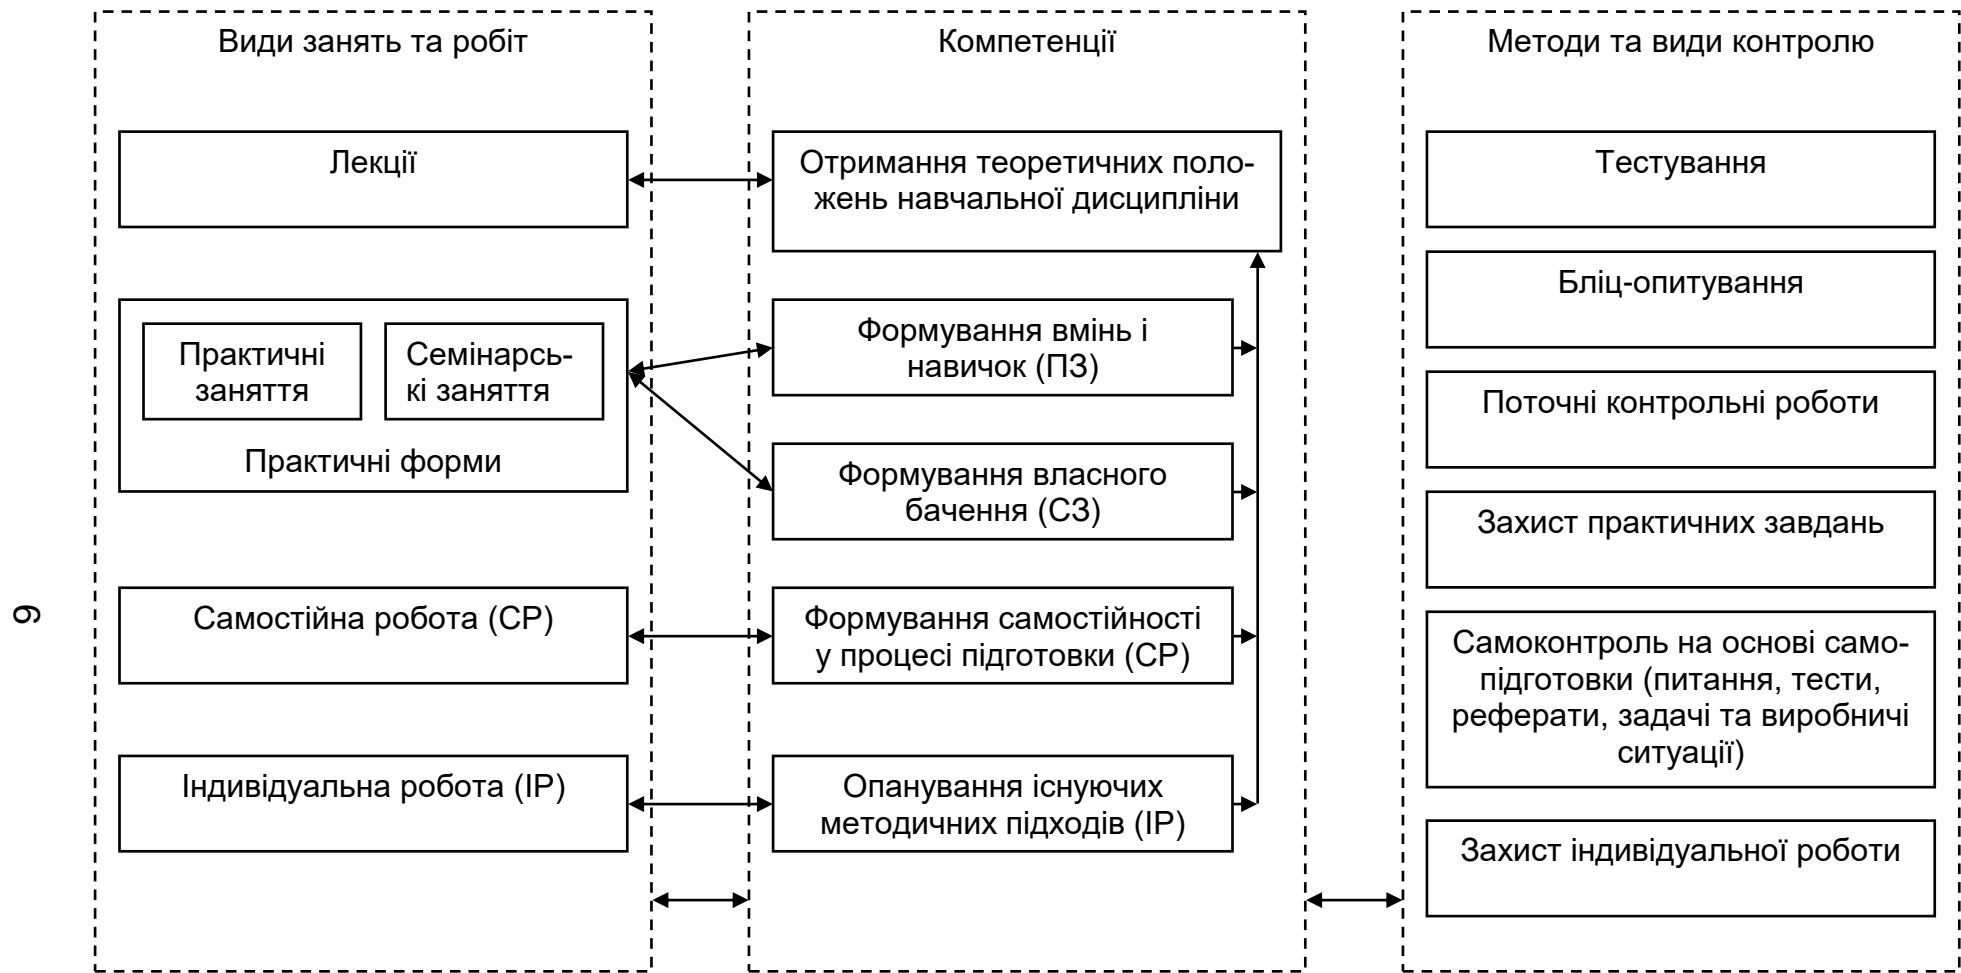 Види занять та робіт
Лекції
Практичні
заняття
Семінарсь-
кі заняття
Практичні форми
Самостійна робота (СР)
Індивідуальна робота (ІР)
Компетенції
Отримання теоретичних поло-
жень навчальної дисципліни
Формування вмінь і
навичок (ПЗ)
Формування власного
бачення (СЗ)
Формування самостійності
у процесі підготовки (СР)
Опанування існуючих
методичних підходів (ІР)
Методи та види контролю
Тестування
Бліц-опитування
Поточні контрольні роботи
Захист практичних завдань
Самоконтроль на основі само-
підготовки (питання, тести,
реферати, задачі та виробничі
ситуації)
Захист індивідуальної роботи
9